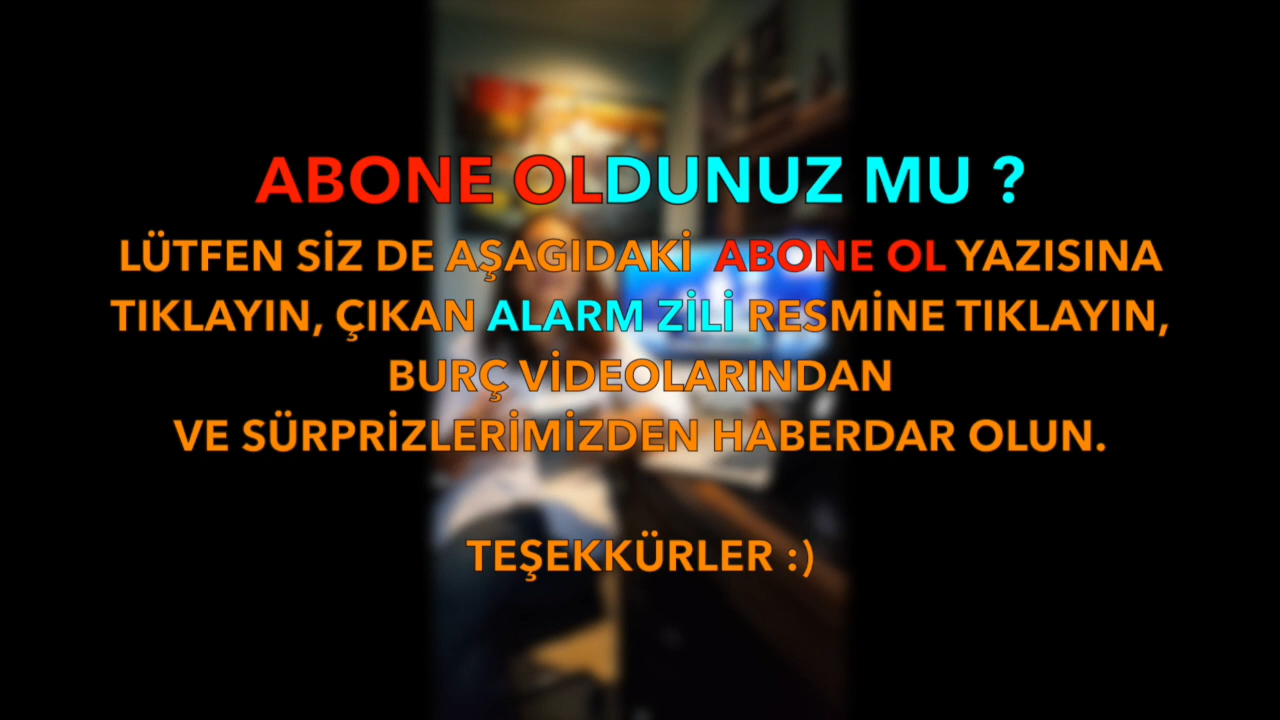 ABONE OLDUNUZ MU ?
LÜTFEN SİZ DE AŞAGIDAKİ ABONE OL YAZISINA
TIKLAYIN, ÇIKAN ALARM ZİLİ RESMİNE TIKLAYIN,
BURÇ VİDEOLARINDAN
VE SÜRPRİZLERİMİZDEN HABERDAR OLUN.
TEŞEKKÜRLER :)